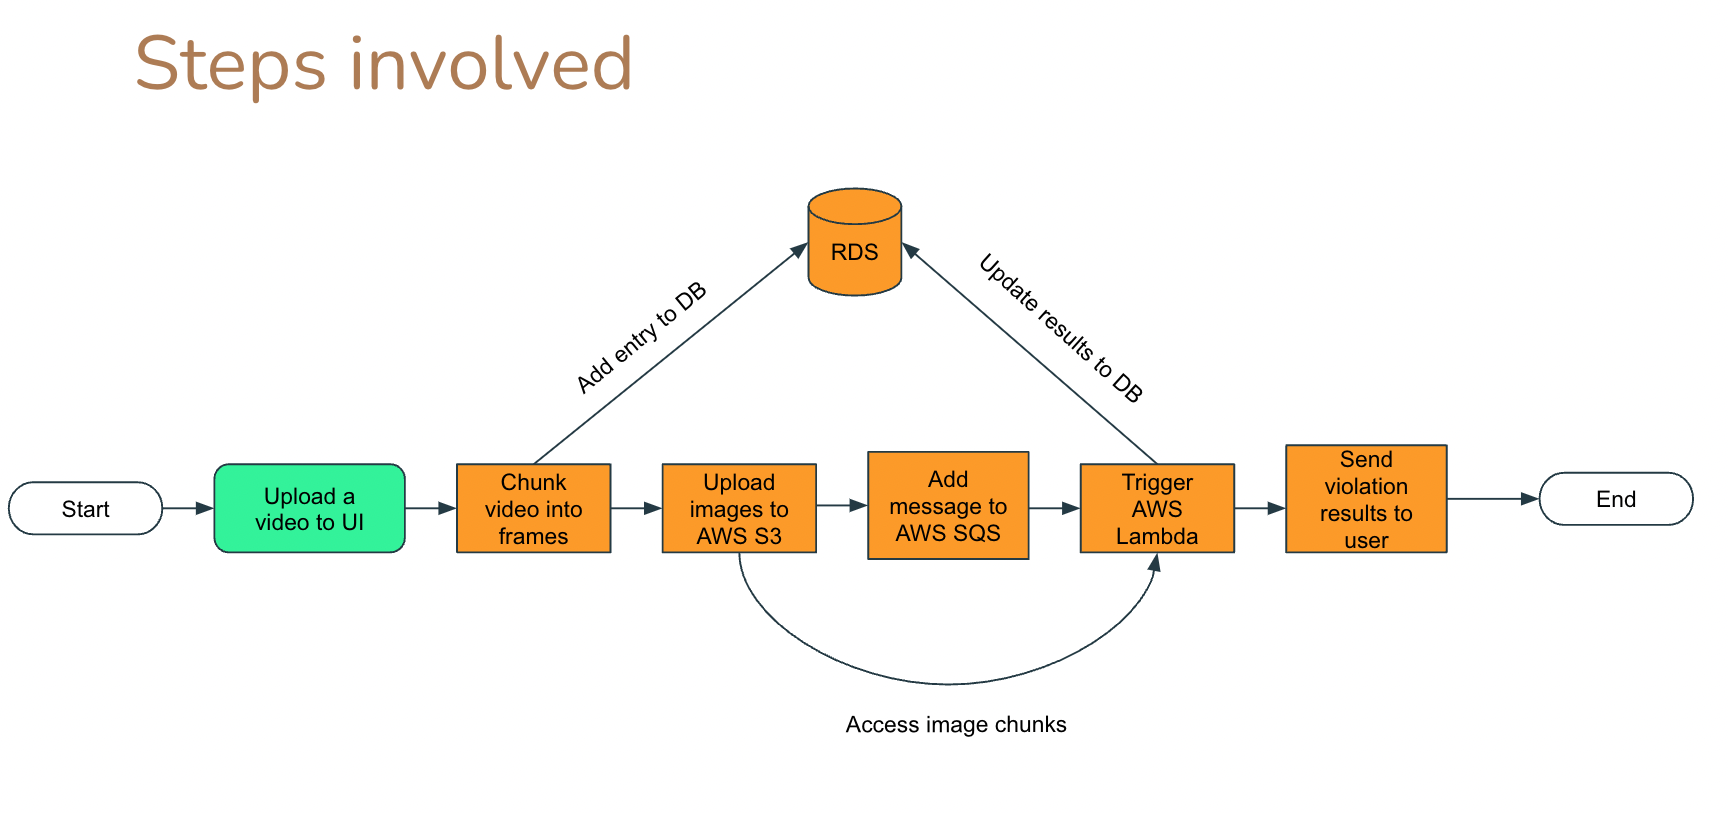 Steps involved
RDS
Add entry to DB
Update results to DB
Start
Upload a
video to UI
Chunk
video into
frames
Upload
images to
AWS S3
Add
message to
AWS SQS
Trigger
AWS
Lambda
Send
violation
results to
user
End
Access image chunks